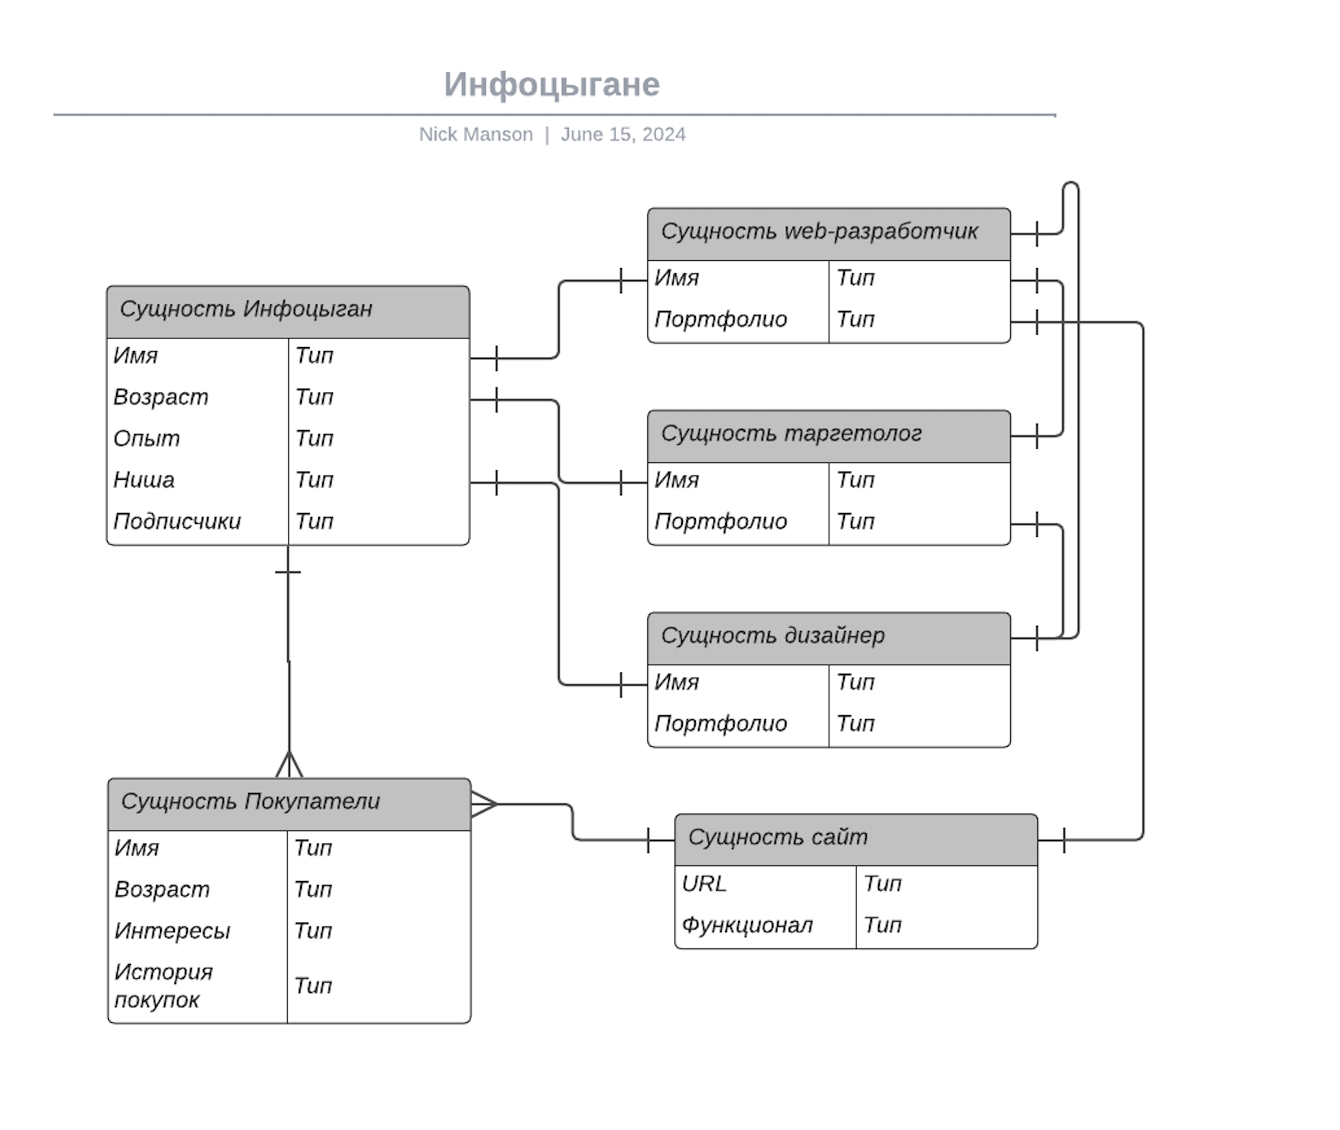 Инфоцыгане
Nick Manson | June 15, 2024
Сущность Инфоцыган
Имя Тип
Возраст Тип
Опыт Тип
Ниша Тип
Подписчики Тип
Сущность web-разработчик
Имя Тип
Портфолио Тип
Сущность таргетолог
Имя Тип
Портфолио Тип
Сущность дизайнер
Имя Тип
Портфолио Тип
Сущность Покупатели
Имя Тип
Возраст Тип
Интересы Тип
История
покупок Тип
Сущность сайт
URL Тип
Функционал Тип